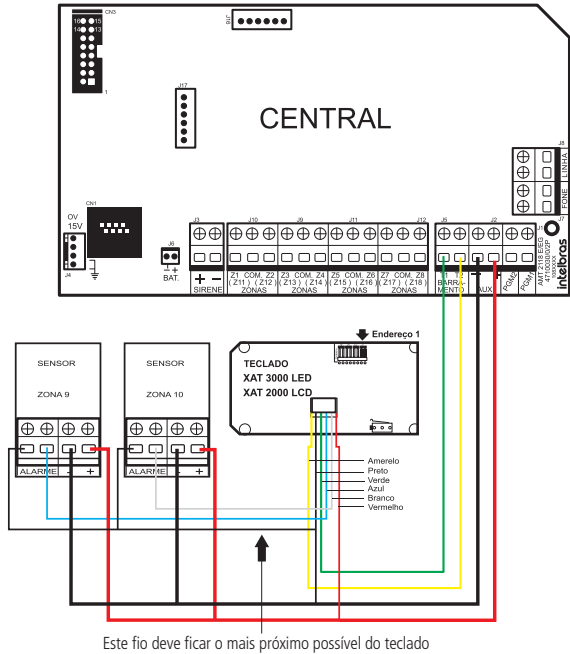 CN3
16 15
14 13
1
J16
J17
CENTRAL
J8
LINHA
FONE
J7
CN1
0V
15V
J4
J6
- +
BAT.
J3
J10
J9
J11
J12
J5
J2
J1
+ -
SIRENE
Z1 COM. Z2
( Z11 ) ( Z12 )
ZONAS
Z3 COM. Z4
( Z13 ) ( Z14 )
ZONAS
Z5 COM. Z6
( Z15 ) ( Z16 )
ZONAS
Z7 COM. Z8
( Z17 ) ( Z18 )
ZONAS
BARRA-
MENTO
- +
AUX.
PGM2
PGM1
AMT 2118 E/EG
intelbras
SENSOR
ZONA 9
ALARME - +
SENSOR
ZONA 10
ALARME - +
Endereço 1
TECLADO
XAT 3000 LED
XAT 2000 LCD
Amerelo
Preto
Verde
Azul
Branco
Vermelho
Este fio deve ficar o mais próximo possível do teclado